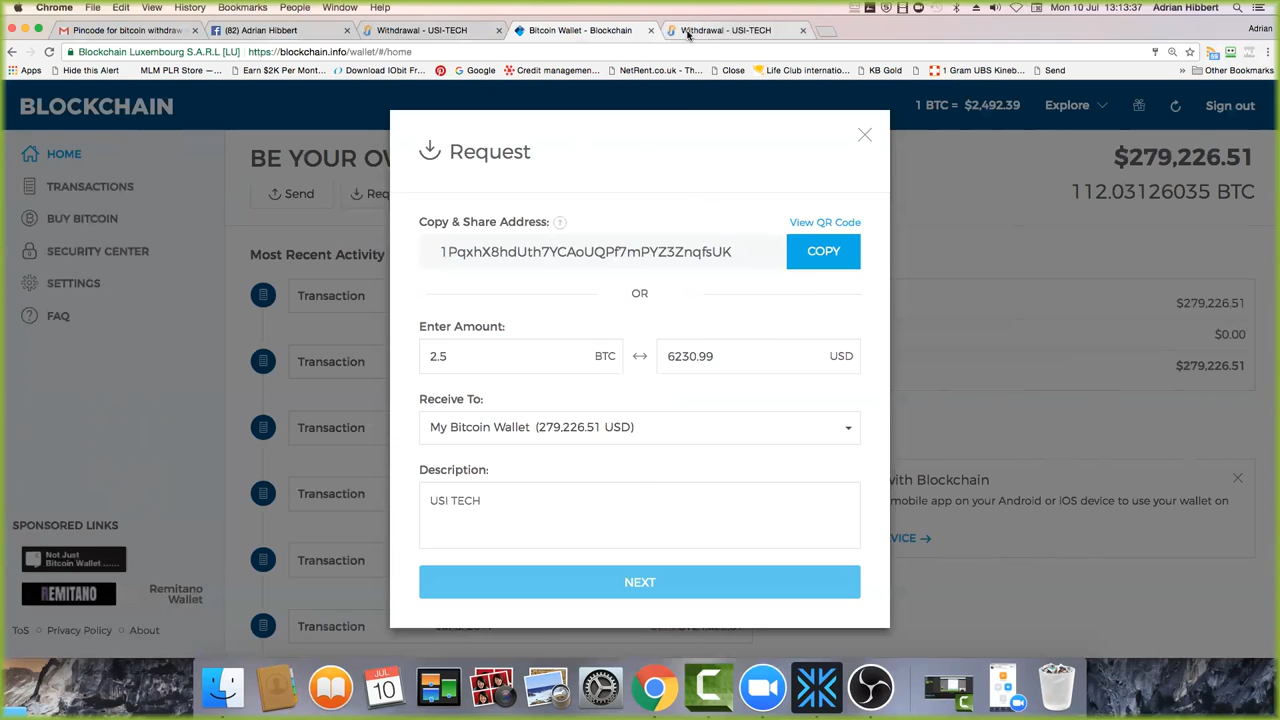 Chrome File Edit View History Bookmarks People Window Help Mon 10 Jul 13:13:37 Adrian Hibbert
Pincode for bitcoin withdraw (82) Adrian Hibbert Withdrawal - USI-TECH Bitcoin Wallet - Blockchain Withdrawal - USI-TECH Adrian
Blockchain Luxembourg S.A.R.L [LU] https://blockchain.info/wallet/#/home
Apps Hide this Alert MLM PLR Store —... Earn $2K Per Mont... Download IObit Fr... Google Credit managemen... NetRent.co.uk - Th... Close Life Club internatio... KB Gold 1 Gram UBS Kineb... Send » Other Bookmarks
BLOCKCHAIN
1 BTC = $2,492.39 Explore Sign out
HOME
TRANSACTIONS
BUY BITCOIN
SECURITY CENTER
SETTINGS
FAQ
SPONSORED LINKS
Not Just
Bitcoin Wallet ......
REMITANO
Remitano
Wallet
ToS Privacy Policy About
BE YOUR OW
Send Req
$279,226.51
112.03126035 BTC
Most Recent Activity
Transaction
Transaction
Transaction
Transaction
Transaction
Transaction
$279,226.51
$0.00
$279,226.51
with Blockchain
mobile app on your Android or iOS device to use your wallet on
VICE →
Request
Copy & Share Address: ?
View QR Code
1PqxhX8hdUth7YCAoUQPf7mPYZ3ZnqfsUK
COPY
OR
Enter Amount:
2.5 BTC 6230.99 USD
Receive To:
My Bitcoin Wallet (279,226.51 USD)
Description:
USI TECH
NEXT
JUL
10